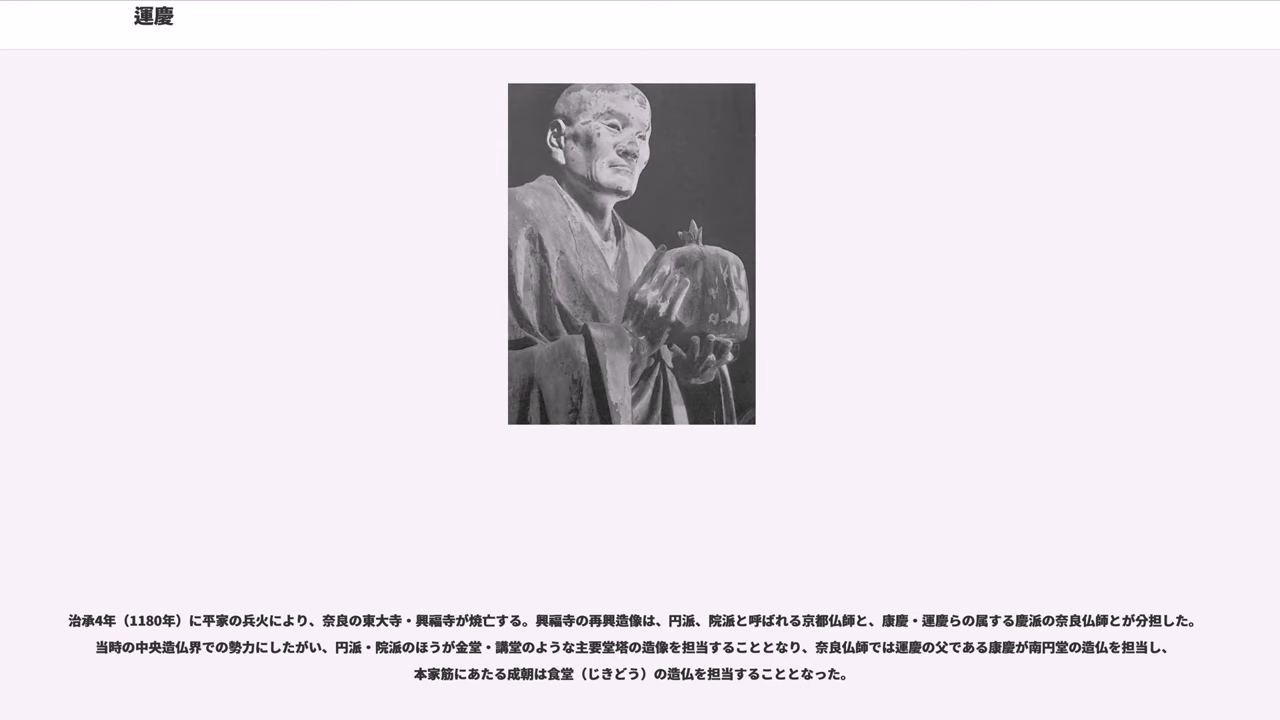 運慶
治承4年（1180年）に平家の兵火により、奈良の東大寺・興福寺が焼亡する。興福寺の再興造像は、円派、院派と呼ばれる京都仏師と、康慶・運慶らの属する慶派の奈良仏師とが分担した。
当時の中央造仏界での勢力にしたがい、円派・院派のほうが金堂・講堂のような主要堂塔の造像を担当することとなり、奈良仏師では運慶の父である康慶が南円堂の造仏を担当し、
本家筋にあたる成朝は食堂（じきどう）の造仏を担当することとなった。